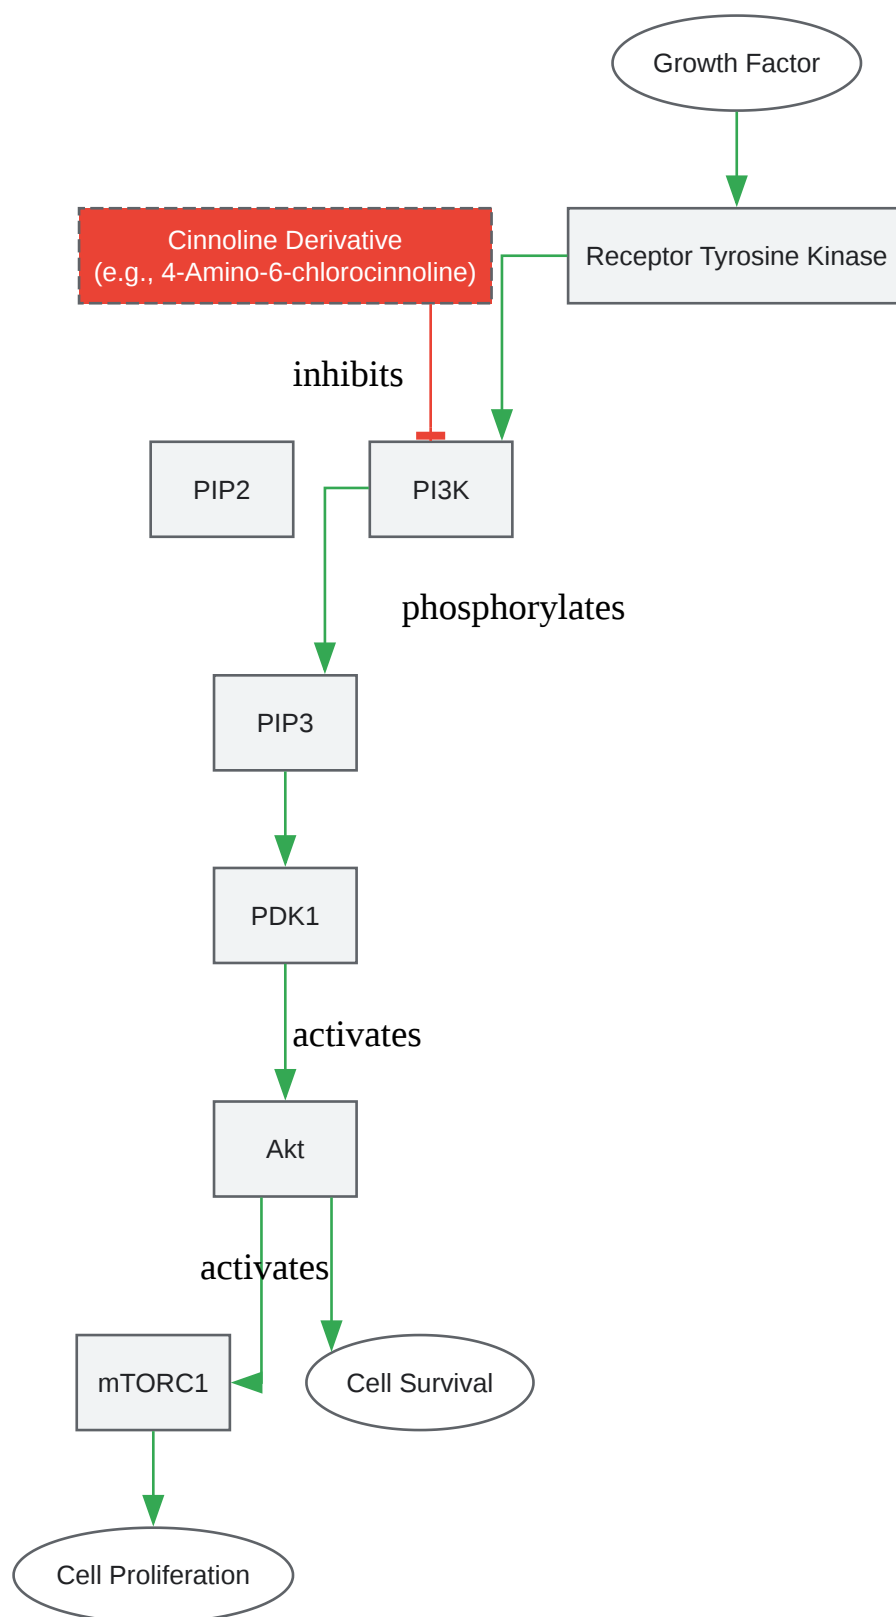 Growth Factor
Cinnoline Derivative
(e.g., 4-Amino-6-chlorocinnoline)
Receptor Tyrosine Kinase
inhibits
PIP2
PI3K
phosphorylates
PIP3
PDK1
activates
Akt
activates
mTORC1
Cell Survival
Cell Proliferation